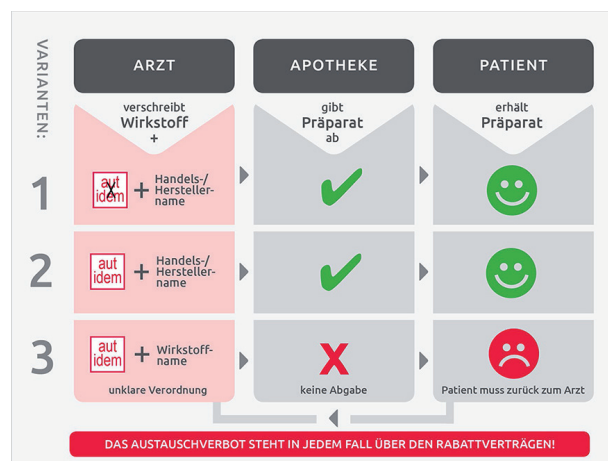 VARIANTEN:
ARZT
APOTHEKE
PATIENT
verschreibt
Wirkstoff
+
gibt
Präparat
ab
erhält
Präparat
1
aut
idem
X
+
Handels-/
Hersteller-
name
2
aut
idem
+
Handels-/
Hersteller-
name
3
aut
idem
+
Wirkstoff-
name
unklare Verordnung
X
keine Abgabe
Patient muss zurück zum Arzt
DAS AUSTAUSCHVERBOT STEHT IN JEDEM FALL ÜBER DEN RABATTVERTRÄGEN!